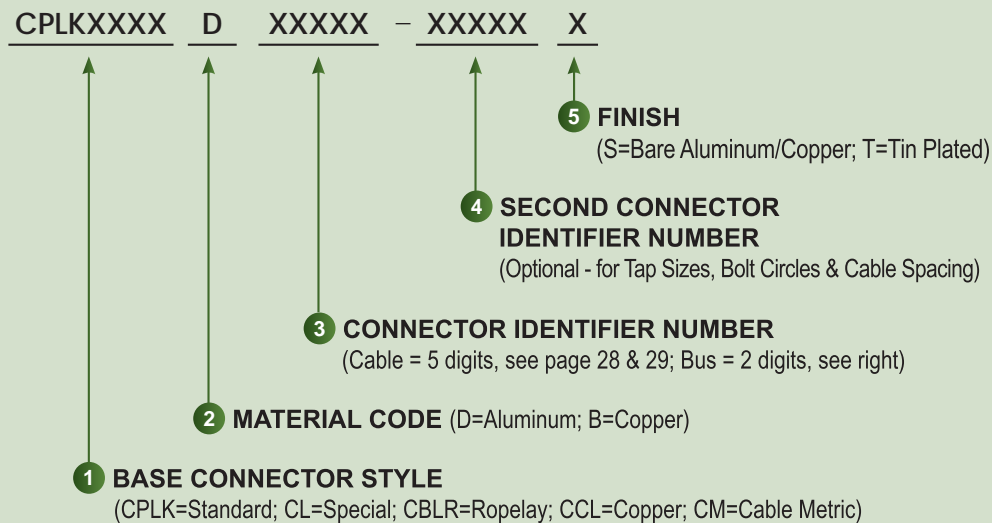 CPLKXXXX D XXXXX – XXXXX X
5 FINISH
(S=Bare Aluminum/Copper; T=Tin Plated)
4 SECOND CONNECTOR
IDENTIFIER NUMBER
(Optional - for Tap Sizes, Bolt Circles & Cable Spacing)
3 CONNECTOR IDENTIFIER NUMBER
(Cable = 5 digits, see page 28 & 29; Bus = 2 digits, see right)
2 MATERIAL CODE (D=Aluminum; B=Copper)
1 BASE CONNECTOR STYLE
(CPLK=Standard; CL=Special; CBLR=Ropelay; CCL=Copper; CM=Cable Metric)